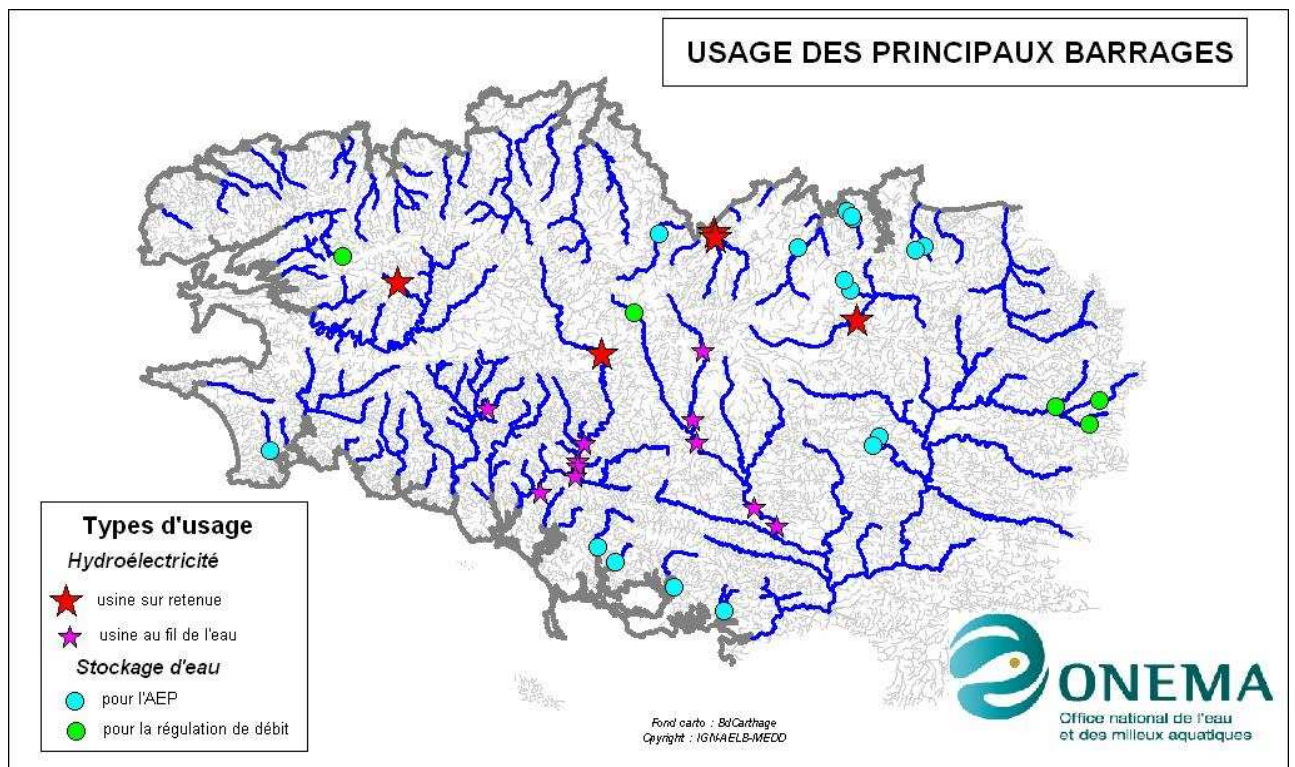 USAGE DES PRINCIPAUX BARRAGES
Types d'usage
Hydroélectricité
usine sur retenue
usine au fil de l'eau
Stockage d'eau
pour l'AEP
pour la régulation de débit
Fond carto : BdCarthage
Cpyright : IGN-AELB-MEDD
ONEMA
Office national de l'eau
et des milleux aquatiques